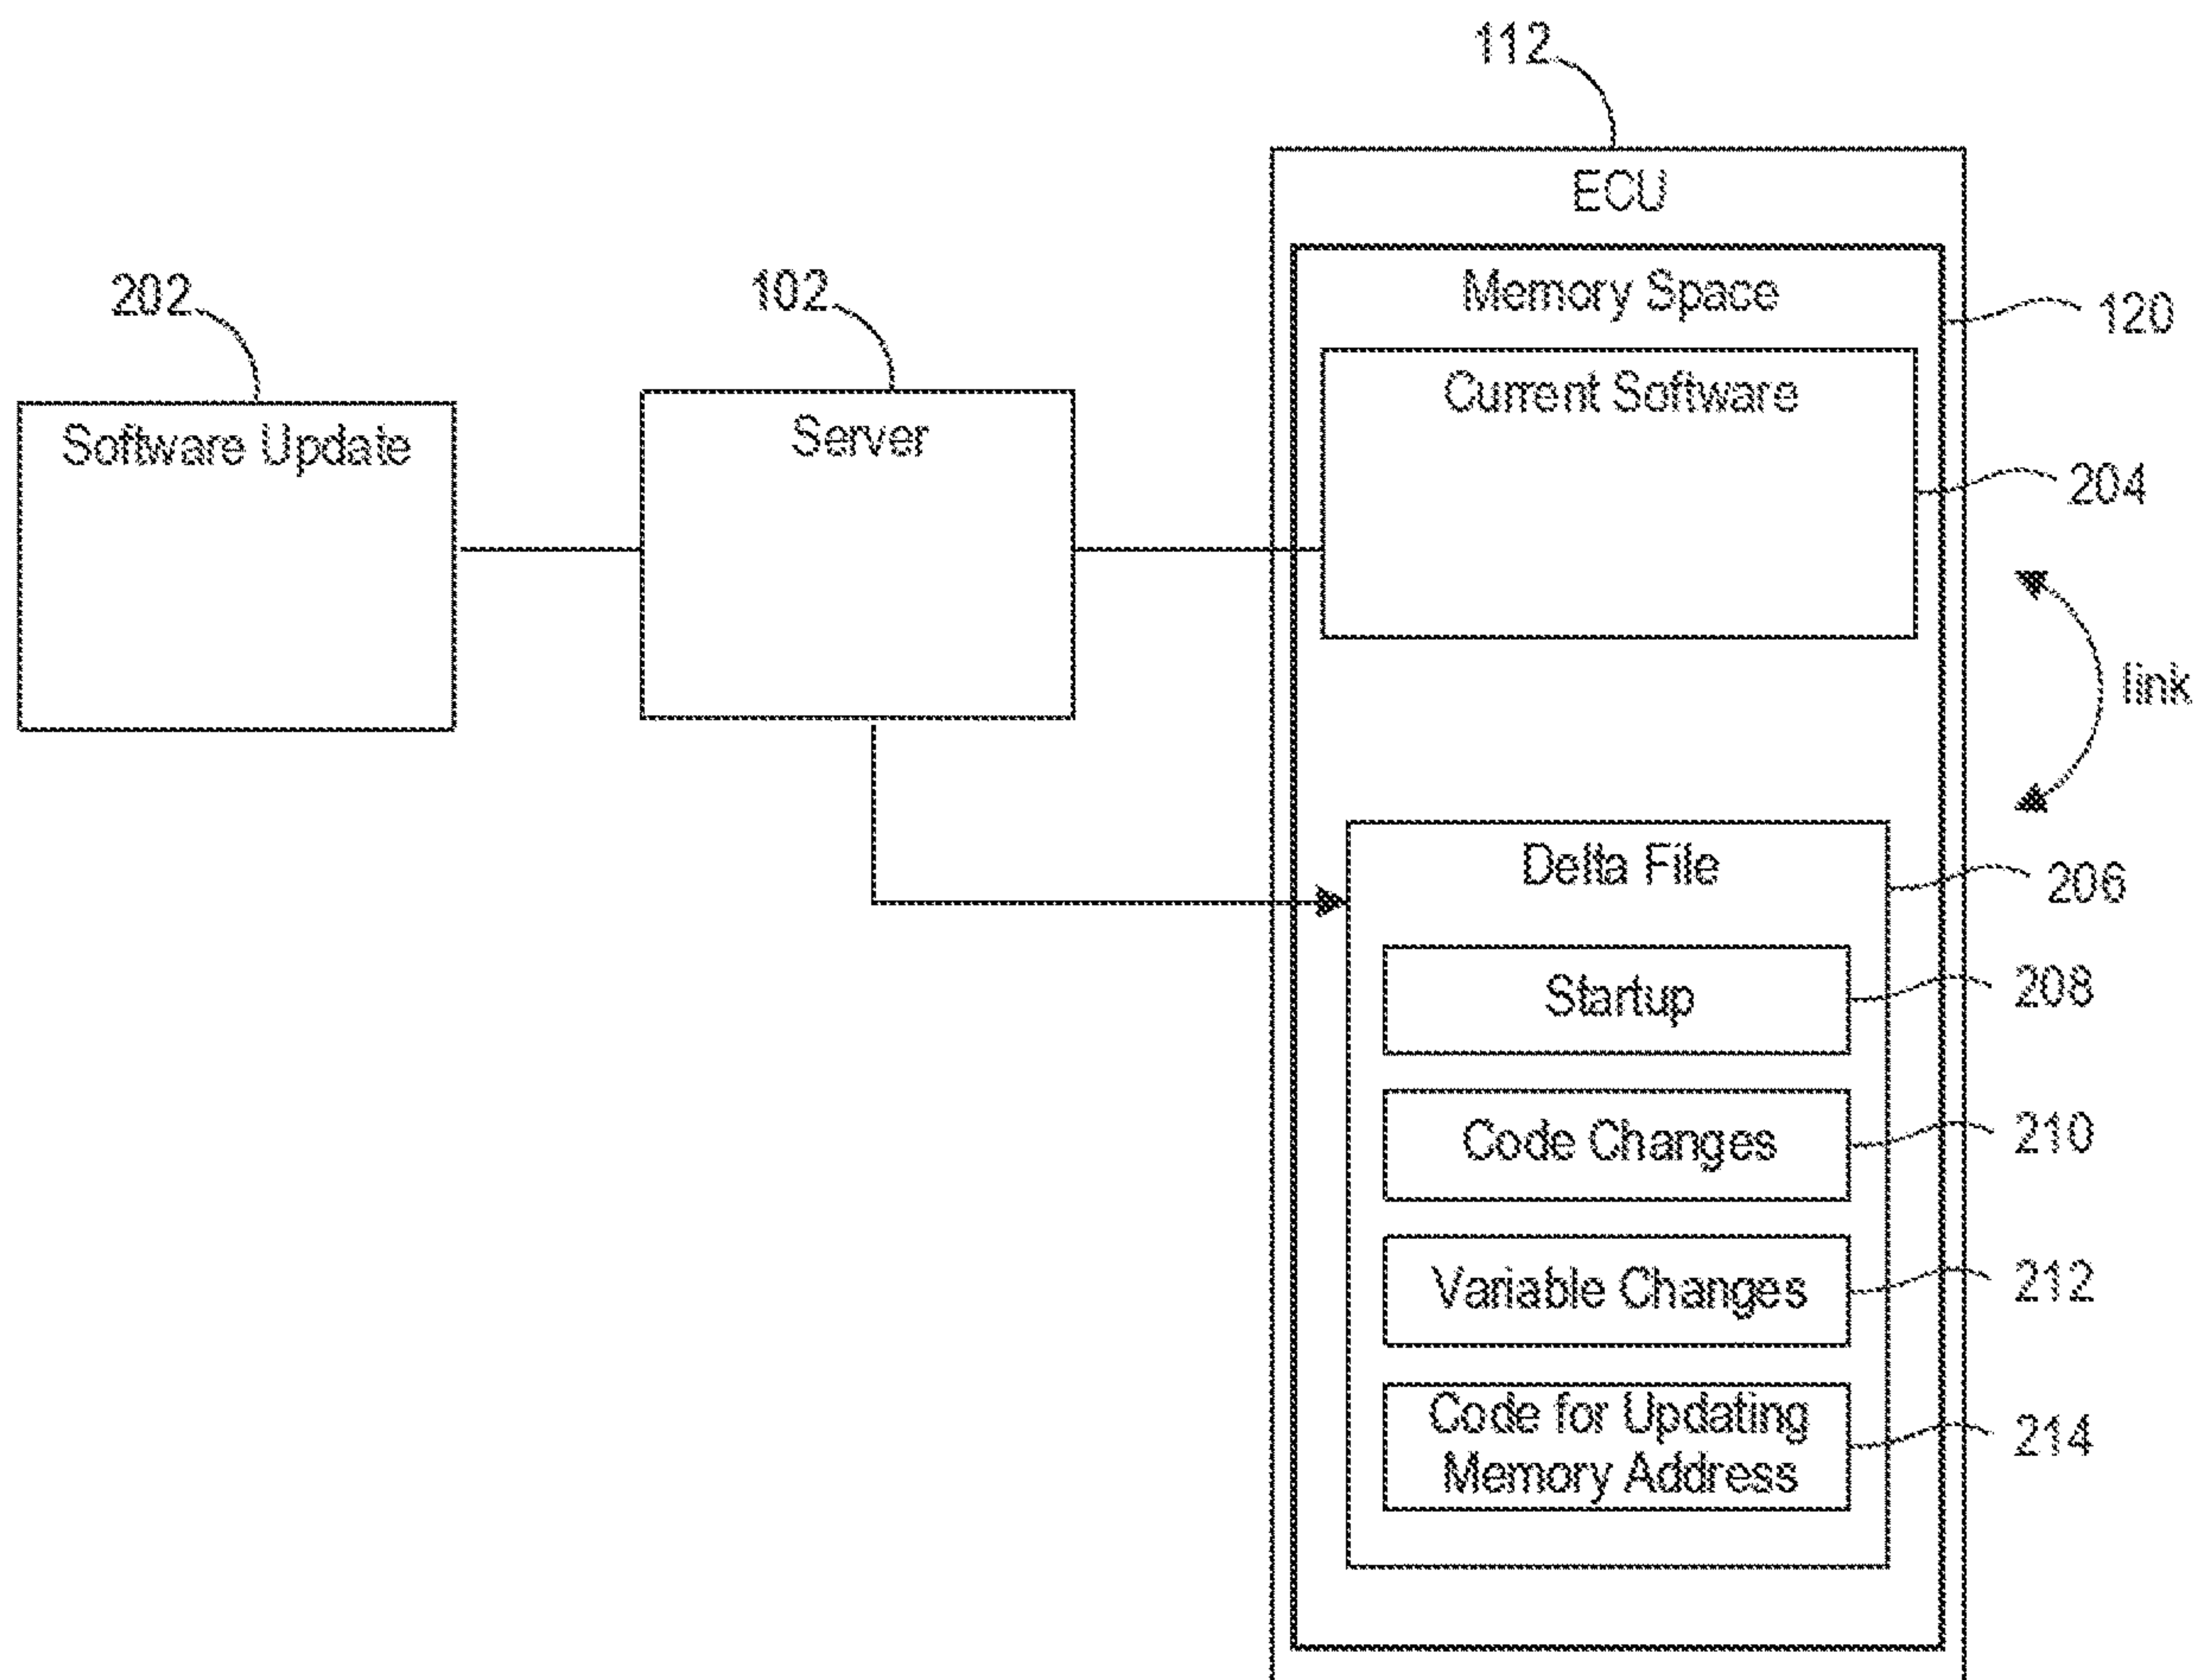 112
ECU
202
102
Memory Space
120
Software Update
Server
Current Software
204
link
Delta File
206
Startup
208
Code Changes
210
Variable Changes
212
Code for Updating
Memory Address
214